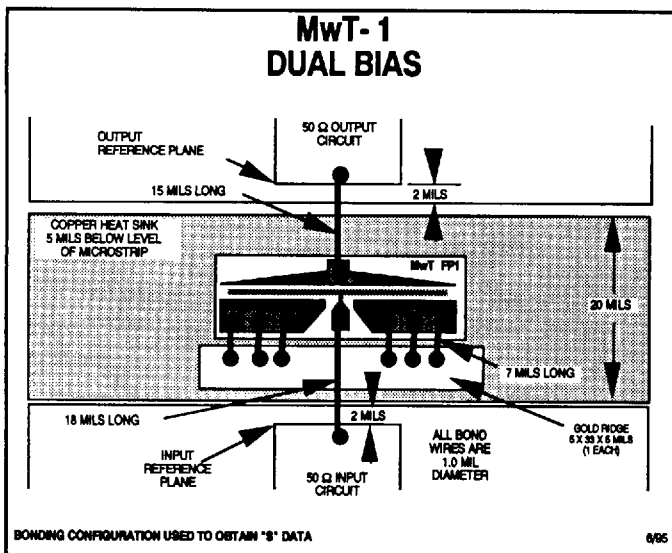 MwT- 1
DUAL BIAS
50 Ω OUTPUT
CIRCUIT
OUTPUT
REFERENCE PLANE
15 MILS LONG
2 MILS
COPPER HEAT SINK
5 MILS BELOW LEVEL
OF MICROSTRIP
MwT FP1
20 MILS
7 MILS LONG
18 MILS LONG
2 MILS
GOLD RIDGE
5 X 33 X 5 MILS
(1 EACH)
INPUT
REFERENCE
PLANE
50 Ω INPUT
CIRCUIT
ALL BOND
WIRES ARE
1.0 MIL
DIAMETER
BONDING CONFIGURATION USED TO OBTAIN "S" DATA
6/95